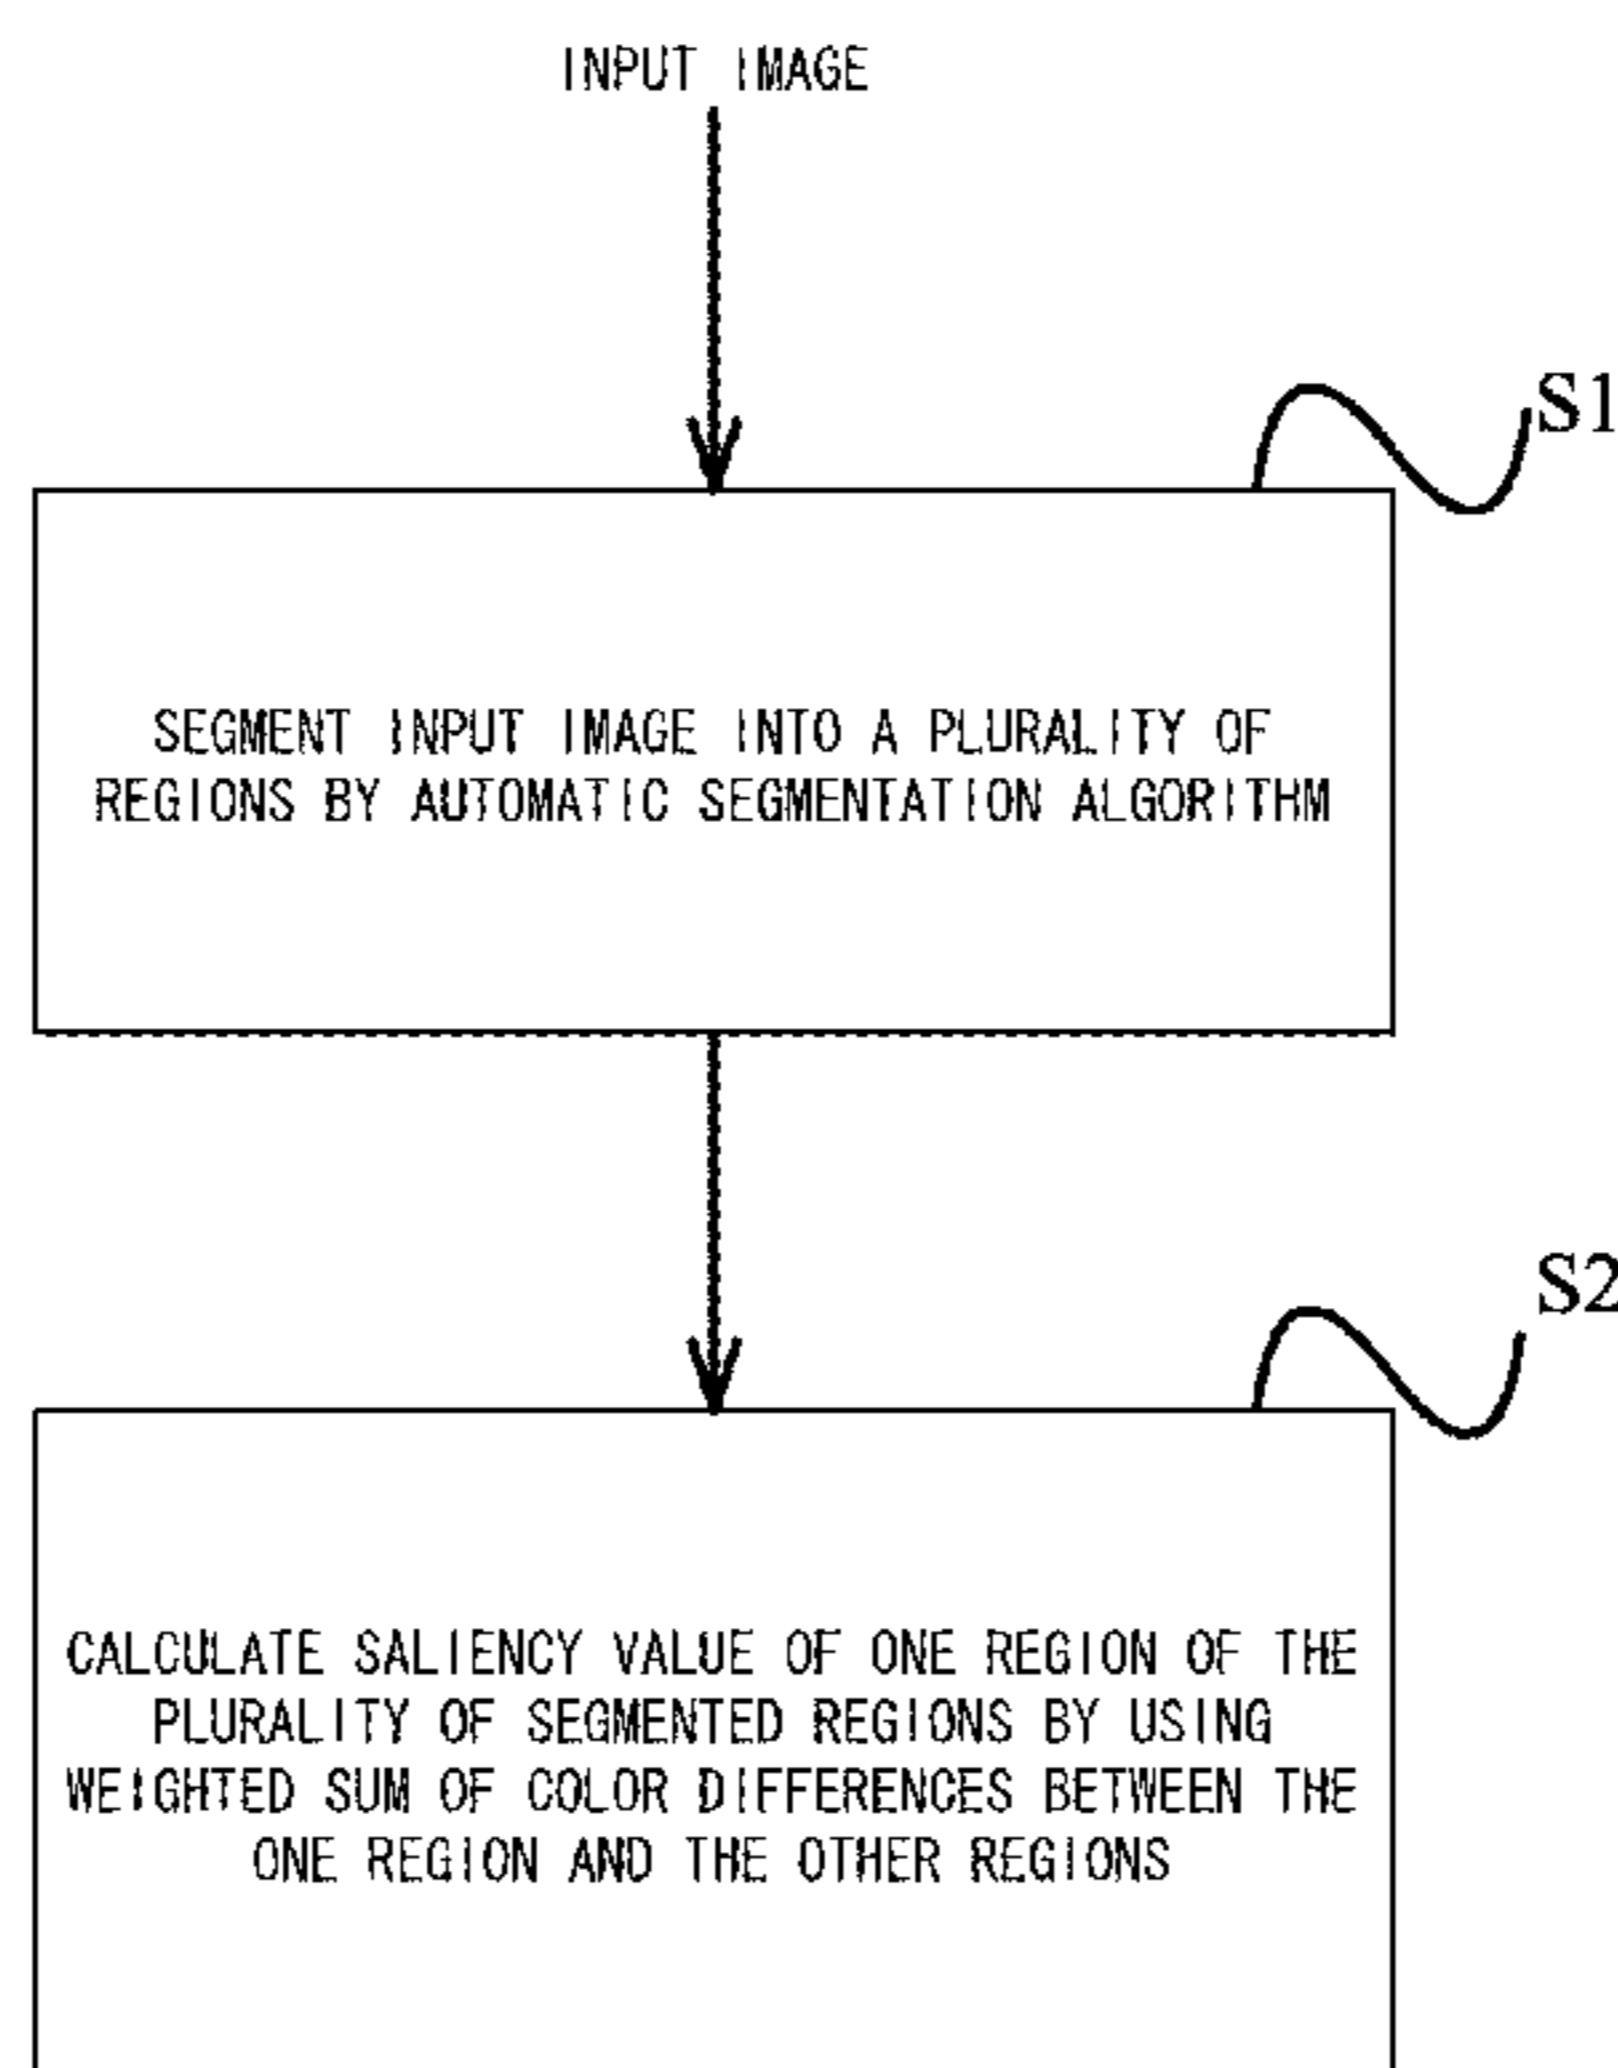 INPUT IMAGE
S1
SEGMENT INPUT IMAGE INTO A PLURALITY OF
REGIONS BY AUTOMATIC SEGMENTATION ALGORITHM
S2
CALCULATE SALIENCY VALUE OF ONE REGION OF THE
PLURALITY OF SEGMENTED REGIONS BY USING
WEIGHTED SUM OF COLOR DIFFERENCES BETWEEN THE
ONE REGION AND THE OTHER REGIONS